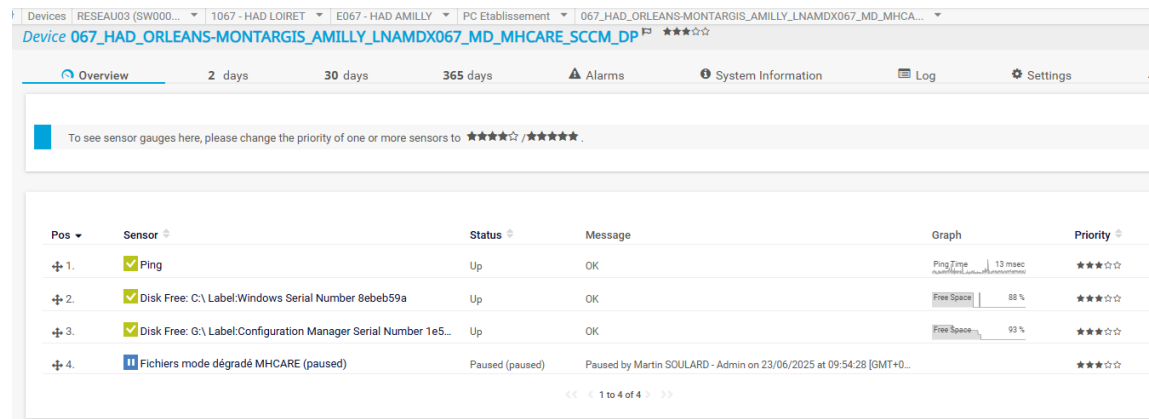 Devices RESEAU03 (SW000... 1067 - HAD LOIRET E067 - HAD AMILLY PC Etablissement 067_HAD_ORLEANS-MONTARGIS_AMILLY_LNAMDX067_MD_MHCA...
Device 067_HAD_ORLEANS-MONTARGIS_AMILLY_LNAMDX067_MD_MHCARE_SCCM_DP
Overview 2 days 30 days 365 days Alarms System Information Log Settings
To see sensor gauges here, please change the priority of one or more sensors to ★★★★☆ /★★★★★ .
Pos Sensor Status Message Graph Priority
1. Ping Up OK Ping Time 13 msec ★★★☆☆
2. Disk Free: C:\ Label:Windows Serial Number 8ebeb59a Up OK Free Space 88 % ★★★☆☆
3. Disk Free: G:\ Label:Configuration Manager Serial Number 1e5... Up OK Free Space 93 % ★★★☆☆
4. Fichiers mode dégradé MHCARE (paused) Paused (paused) Paused by Martin SOULARD - Admin on 23/06/2025 at 09:54:28 [GMT+0... ★★★☆☆
<< < 1 to 4 of 4 > >>